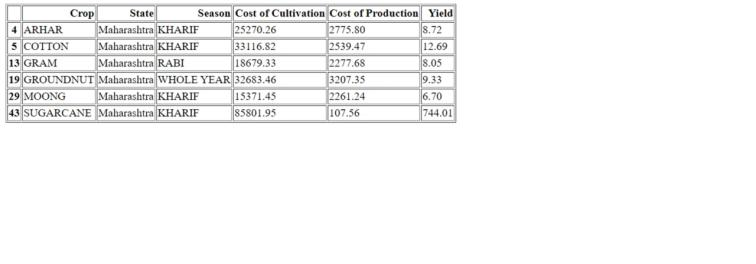 Crop State Season Cost of Cultivation Cost of Production Yield
4 ARHAR Maharashtra KHARIF 25270.26 2775.80 8.72
5 COTTON Maharashtra KHARIF 33116.82 2539.47 12.69
13 GRAM Maharashtra RABI 18679.33 2277.68 8.05
19 GROUNDNUT Maharashtra WHOLE YEAR 32683.46 3207.35 9.33
29 MOONG Maharashtra KHARIF 15371.45 2261.24 6.70
43 SUGARCANE Maharashtra KHARIF 85801.95 107.56 744.01